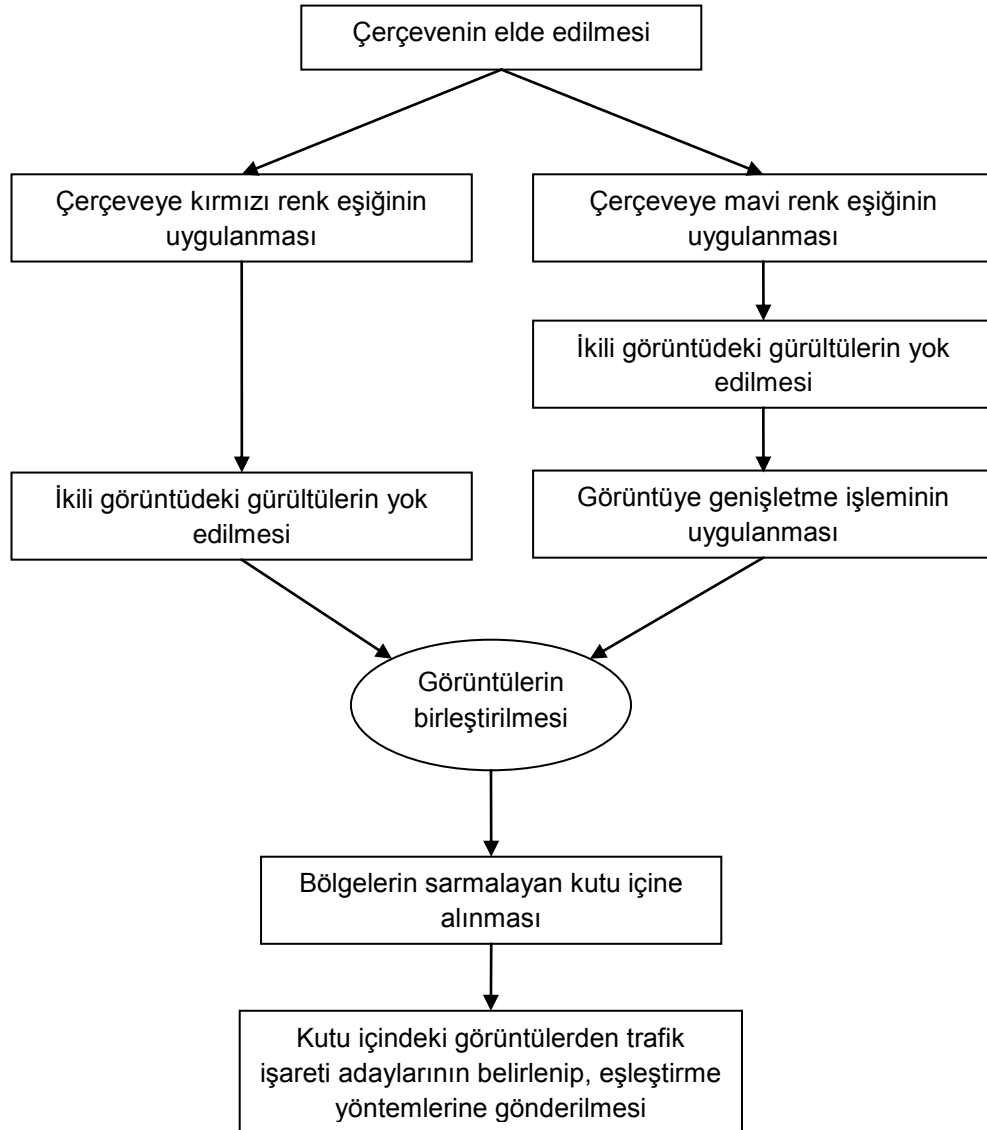 Çerçevenin elde edilmesi
Çerçeveye kırmızı renk eşiğinin
uygulanması
Çerçeveye mavi renk eşiğinin
uygulanması
İkili görüntüdeki gürültülerin yok
edilmesi
İkili görüntüdeki gürültülerin yok
edilmesi
Görüntüye genişletme işleminin
uygulanması
Görüntülerin
birleştirilmesi
Bölgelerin sarmalayan kutu içine
alınması
Kutu içindeki görüntülerden trafik
işareti adaylarının belirlenip, eşleştirme
yöntemlerine gönderilmesi